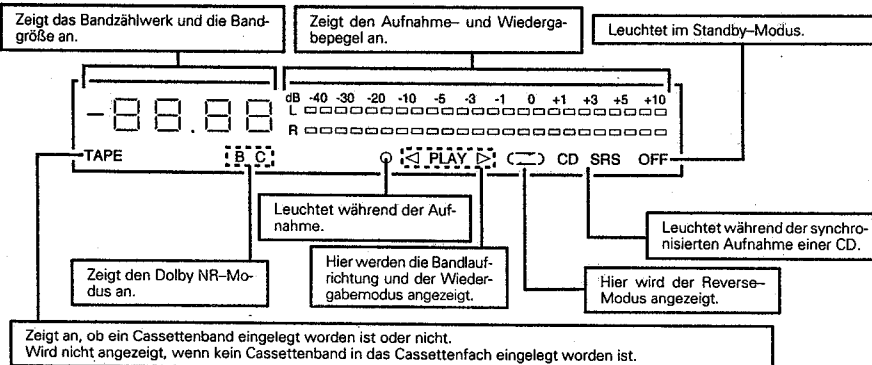 Zeigt das Bandzählwerk und die Band-
größe an.
Zeigt den Aufnahme– und Wiederga-
bepegel an.
Leuchtet im Standby–Modus.
dB -40 -30 -20 -10 -5 -3 -1 0 +1 +3 +5 +10
L
-88.88
R
TAPE B C ◁ PLAY ▷ CD SRS OFF
Leuchtet während der Auf-
nahme.
Leuchtet während der synchro-
nisierten Aufnahme einer CD.
Zeigt den Dolby NR–Mo-
dus an.
Hier werden die Bandlauf-
richtung und der Wieder-
gabemodus angezeigt.
Hier wird der Reverse–
Modus angezeigt.
Zeigt an, ob ein Cassettenband eingelegt worden ist oder nicht.
Wird nicht angezeigt, wenn kein Cassettenband in das Cassettenfach eingelegt worden ist.